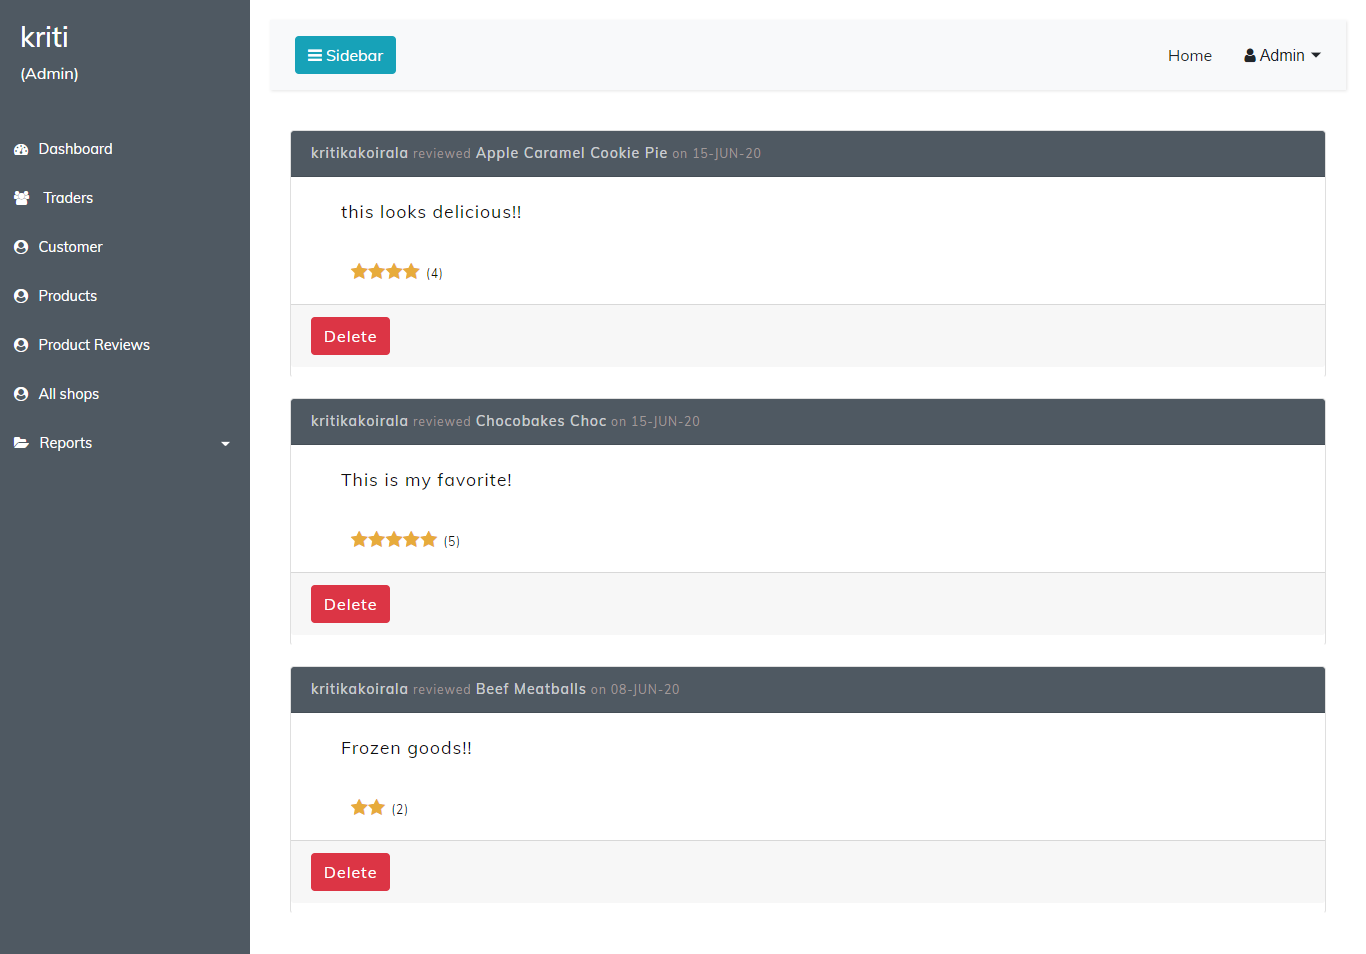 kriti
(Admin)
Dashboard
Traders
Customer
Products
Product Reviews
All shops
Reports
Sidebar
Home
Admin
kritikakoirala reviewed Apple Caramel Cookie Pie on 15-JUN-20
this looks delicious!!
(4)
Delete
kritikakoirala reviewed Chocobakes Choc on 15-JUN-20
This is my favorite!
(5)
Delete
kritikakoirala reviewed Beef Meatballs on 08-JUN-20
Frozen goods!!
(2)
Delete